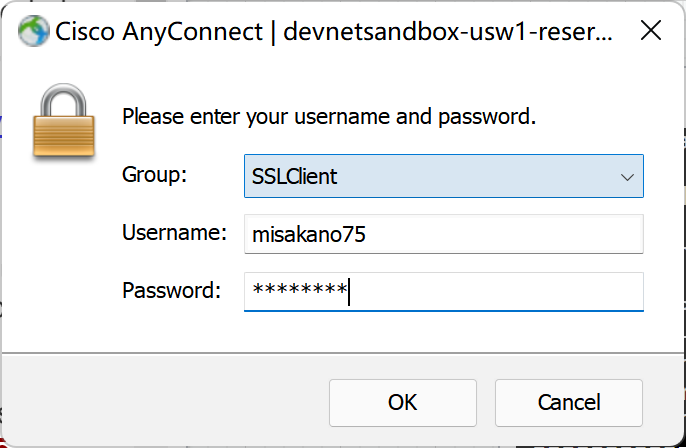 Cisco AnyConnect | devnetsandbox-usw1-reser...
Please enter your username and password.
Group: SSLClient
Username: misakano75
Password: ********
OK Cancel